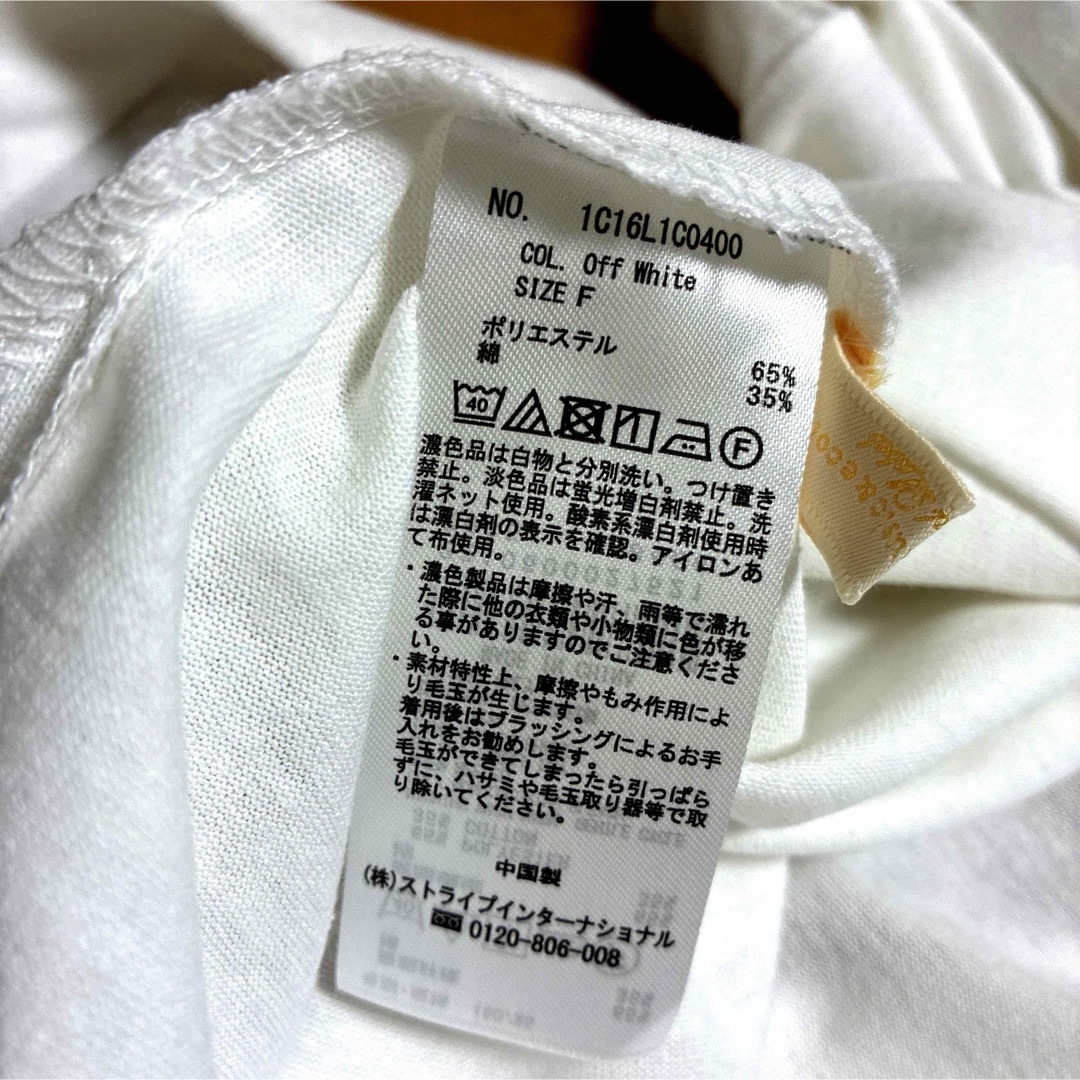 NO. 1C16L1C0400
COL. Off White
SIZE F
ポリエステル 65%
綿 35%
40 F
濃色品は白物と分別洗い。つけ置き
禁止。淡色品は蛍光増白剤禁止。洗
濯ネット使用。酸素系漂白剤使用時
は漂白剤の表示を確認。アイロンあ
て布使用。
・濃色製品は摩擦や汗、雨等で濡れ
た際に他の衣類や小物類に色が移
る事がありますのでご注意くださ
い。
・素材特性上、摩擦やもみ作用によ
り毛玉が生じます。
着用後はブラッシングによるお手
入れをお勧めします。
毛玉ができてしまったら引っぱら
ずに、ハサミや毛玉取り器等で取
り除いてください。
中国製
(株)ストライプインターナショナル
0120-806-008